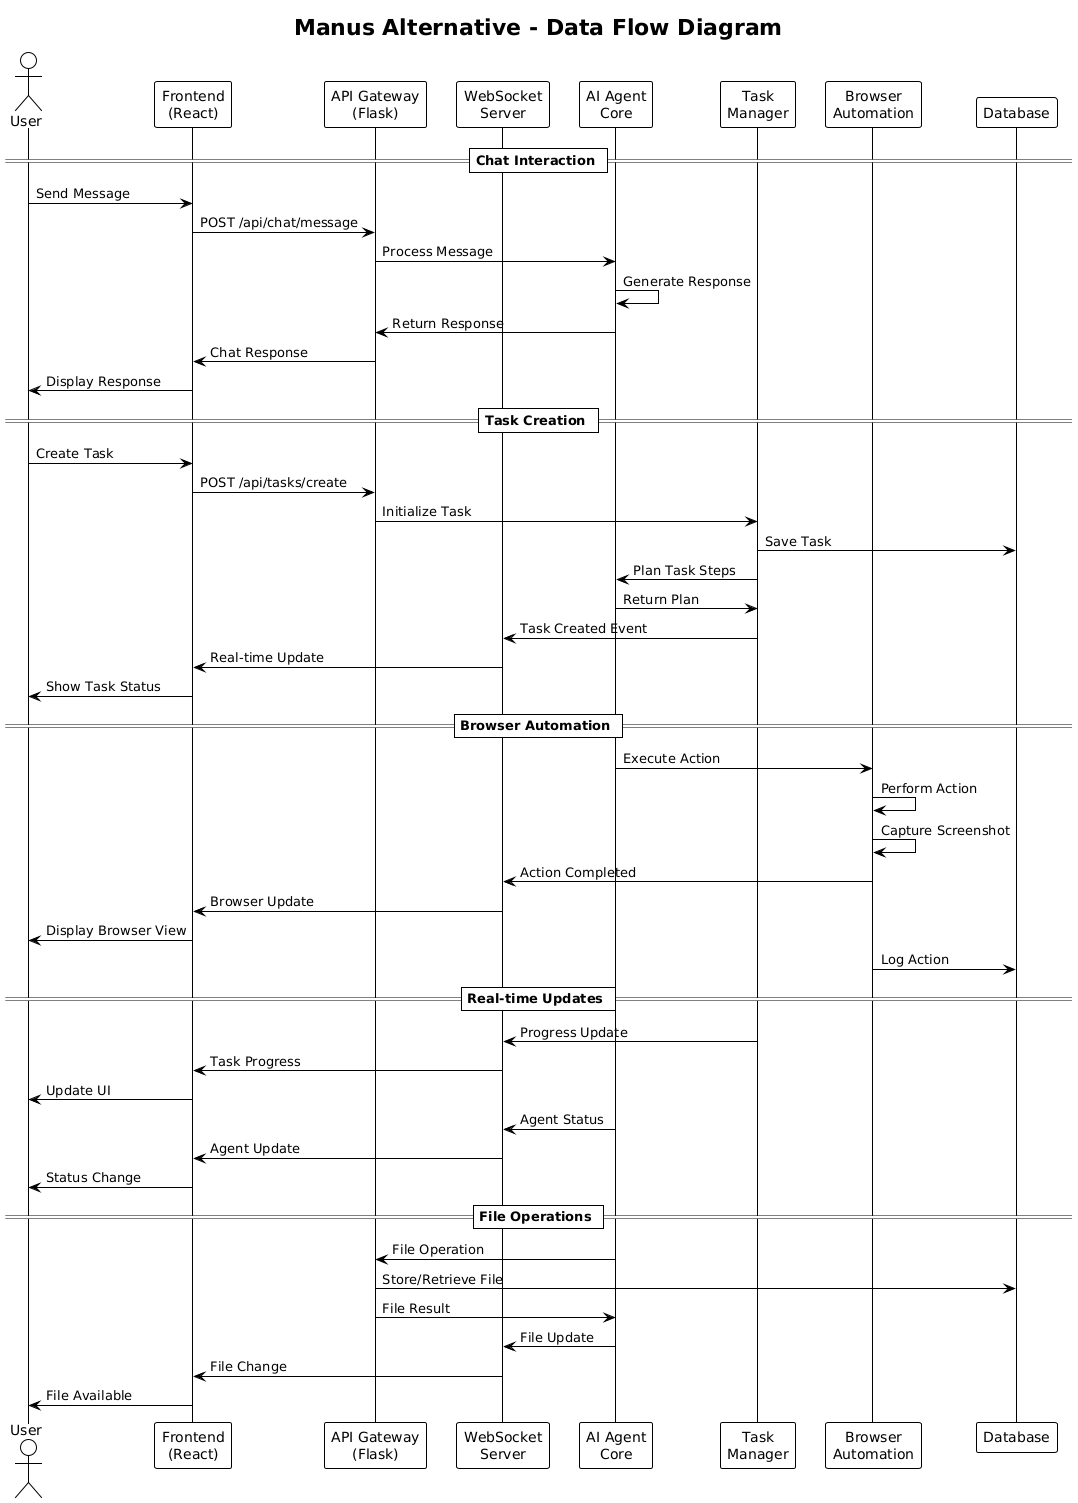 Manus Alternative - Data Flow Diagram
User
Frontend
(React)
API Gateway
(Flask)
WebSocket
Server
AI Agent
Core
Task
Manager
Browser
Automation
Database
Chat Interaction
Send Message
POST /api/chat/message
Process Message
Generate Response
Return Response
Chat Response
Display Response
Task Creation
Create Task
POST /api/tasks/create
Initialize Task
Save Task
Plan Task Steps
Return Plan
Task Created Event
Real-time Update
Show Task Status
Browser Automation
Execute Action
Perform Action
Capture Screenshot
Action Completed
Browser Update
Display Browser View
Log Action
Real-time Updates
Progress Update
Task Progress
Update UI
Agent Status
Agent Update
Status Change
File Operations
File Operation
Store/Retrieve File
File Result
File Update
File Change
File Available
User
Frontend
(React)
API Gateway
(Flask)
WebSocket
Server
AI Agent
Core
Task
Manager
Browser
Automation
Database